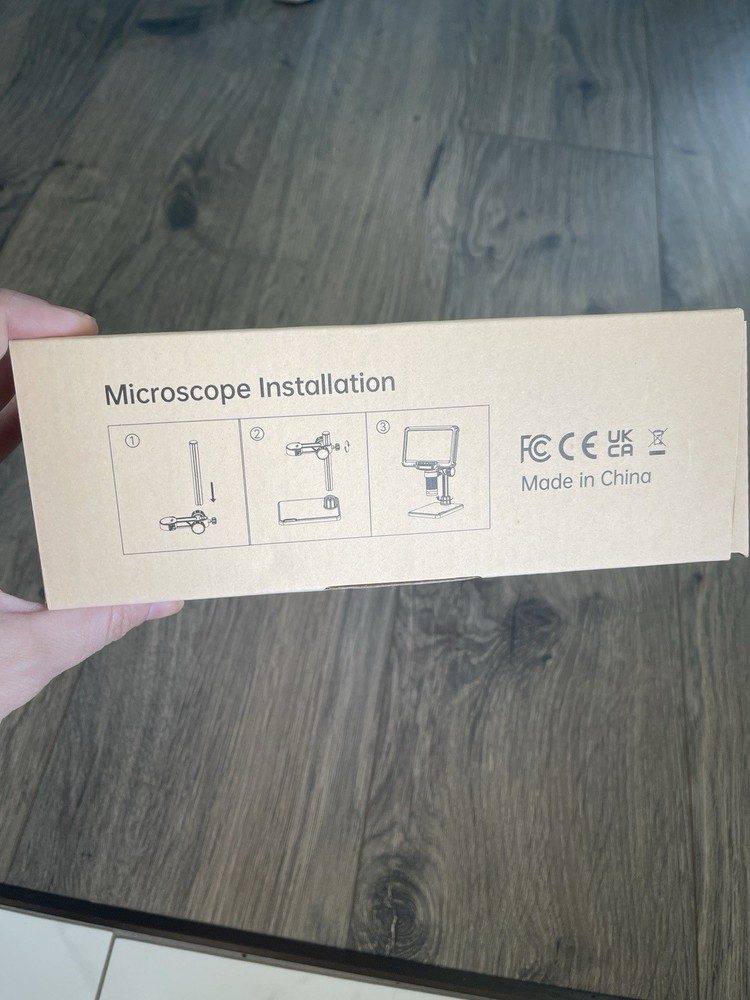 Microscope Installation
① ② ③
FC CE UK CA
Made in China